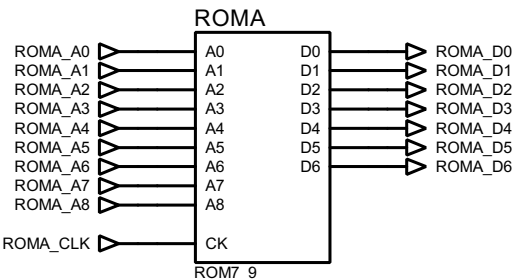 ROMA
ROMA_A0 A0 D0 ROMA_D0
ROMA_A1 A1 D1 ROMA_D1
ROMA_A2 A2 D2 ROMA_D2
ROMA_A3 A3 D3 ROMA_D3
ROMA_A4 A4 D4 ROMA_D4
ROMA_A5 A5 D5 ROMA_D5
ROMA_A6 A6 D6 ROMA_D6
ROMA_A7 A7
ROMA_A8 A8
ROMA_CLK CK
ROM7_9